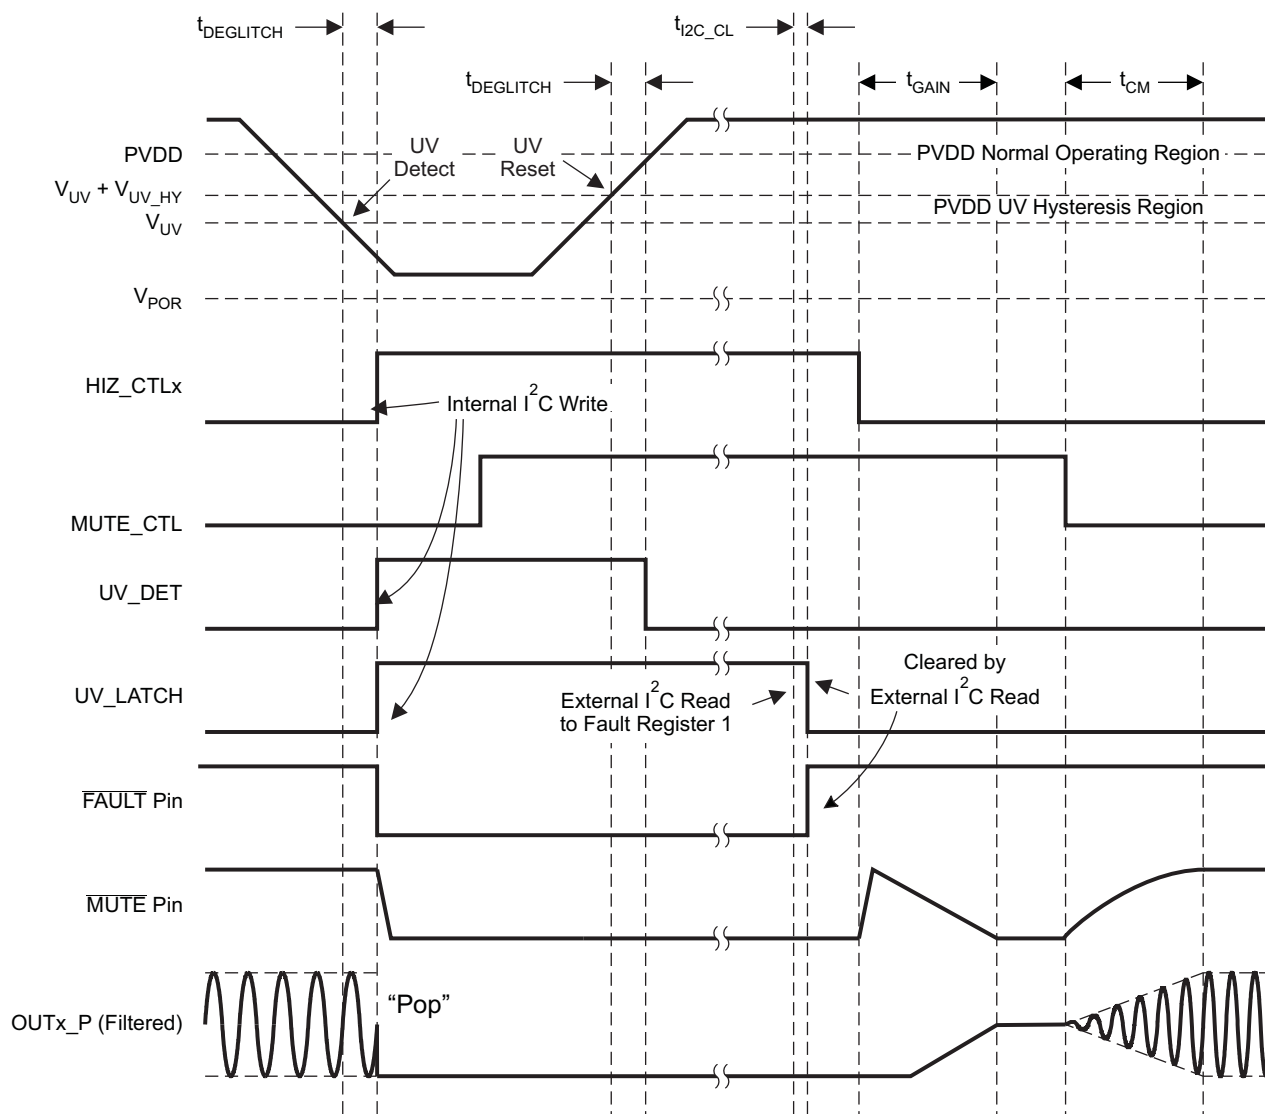 tDEGLITCH
tI2C_CL
tDEGLITCH
tGAIN
tCM
UV
Detect
UV
Reset
PVDD
PVDD Normal Operating Region
VUV + VUV_HY
PVDD UV Hysteresis Region
VUV
VPOR
HIZ_CTLx
Internal I2C Write
MUTE_CTL
UV_DET
UV_LATCH
External I2C Read
to Fault Register 1
Cleared by
External I2C Read
FAULT Pin
MUTE Pin
“Pop”
OUTx_P (Filtered)